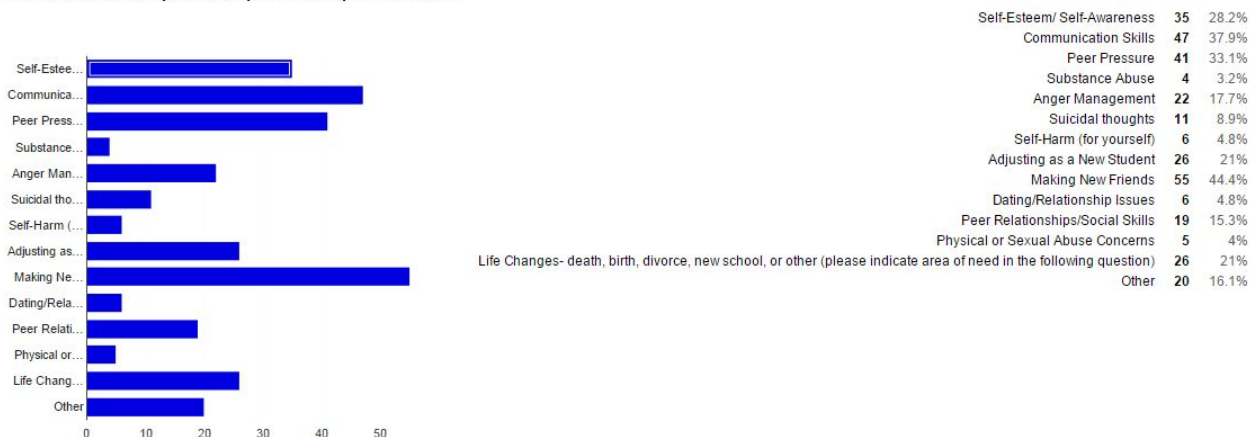 Self-Estee...
Communica...
Peer Press...
Substance...
Anger Man...
Suicidal tho...
Self-Harm (...
Adjusting as...
Making Ne...
Dating/Rela...
Peer Relati...
Physical or...
Life Chang...
Other
0 10 20 30 40 50
Self-Esteem/ Self-Awareness 35 28.2%
Communication Skills 47 37.9%
Peer Pressure 41 33.1%
Substance Abuse 4 3.2%
Anger Management 22 17.7%
Suicidal thoughts 11 8.9%
Self-Harm (for yourself) 6 4.8%
Adjusting as a New Student 26 21%
Making New Friends 55 44.4%
Dating/Relationship Issues 6 4.8%
Peer Relationships/Social Skills 19 15.3%
Physical or Sexual Abuse Concerns 5 4%
Life Changes- death, birth, divorce, new school, or other (please indicate area of need in the following question) 26 21%
Other 20 16.1%